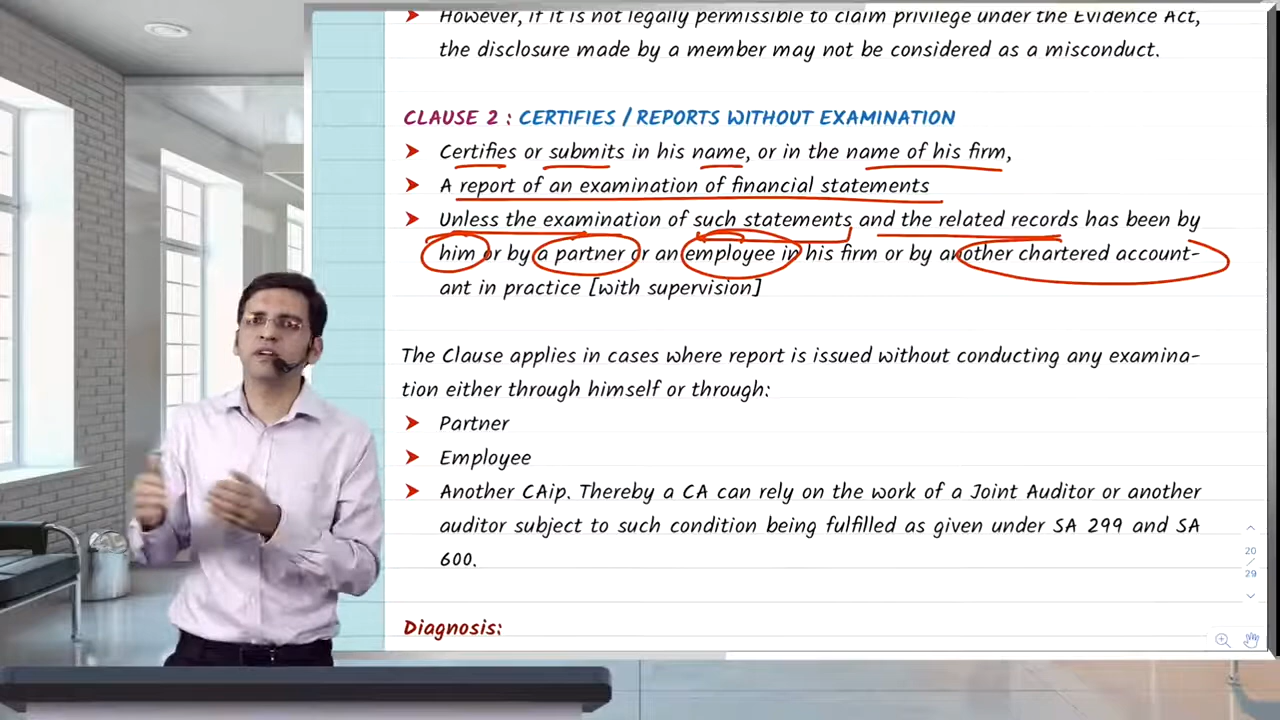 However, if it is not legally permissible to claim privilege under the Evidence Act,
the disclosure made by a member may not be considered as a misconduct.
CLAUSE 2 : CERTIFIES / REPORTS WITHOUT EXAMINATION
Certifies or submits in his name, or in the name of his firm,
A report of an examination of financial statements
Unless the examination of such statements and the related records has been by
him or by a partner or an employee in his firm or by another chartered account-
ant in practice [with supervision]
The Clause applies in cases where report is issued without conducting any examina-
tion either through himself or through:
Partner
Employee
Another CAip. Thereby a CA can rely on the work of a Joint Auditor or another
auditor subject to such condition being fulfilled as given under SA 299 and SA
600.
Diagnosis:
20
29